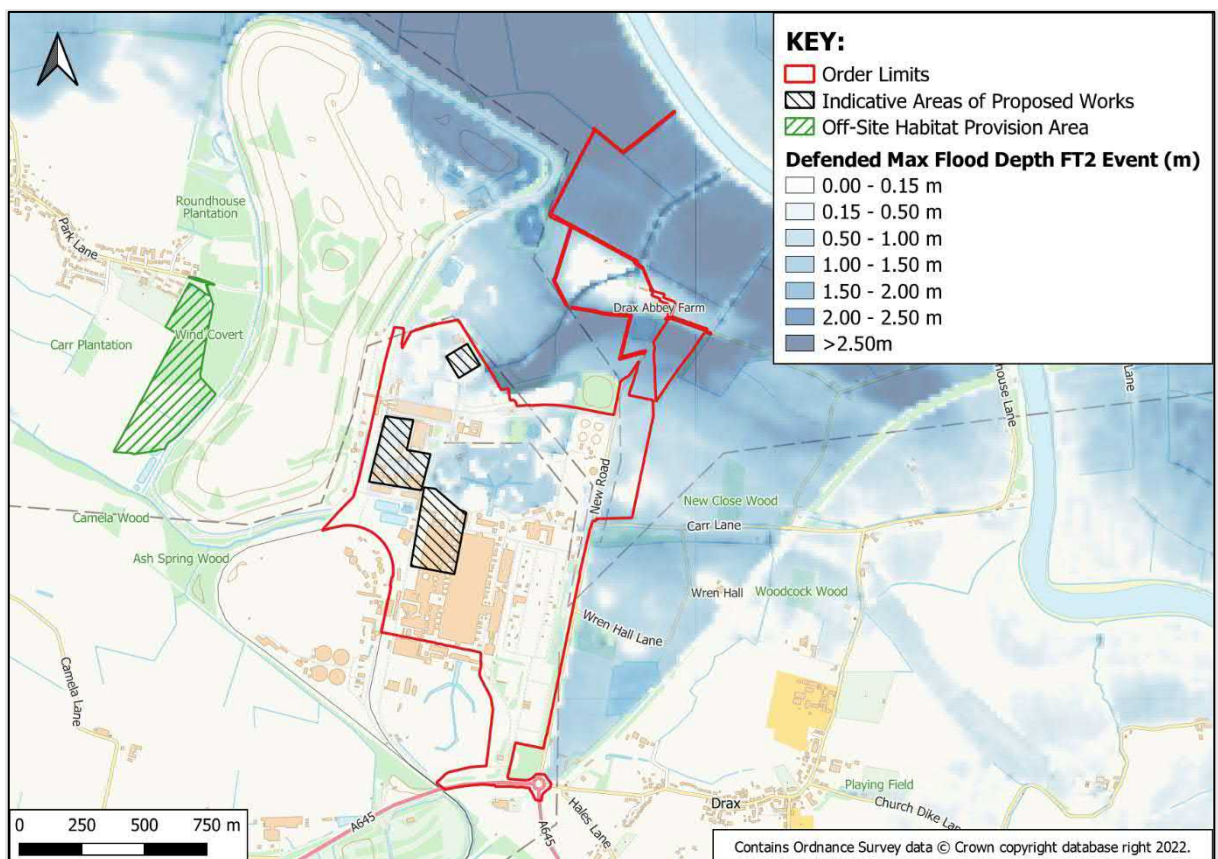 KEY:
Order Limits
Indicative Areas of Proposed Works
Off-Site Habitat Provision Area
Defended Max Flood Depth FT2 Event (m)
0.00 - 0.15 m
0.15 - 0.50 m
0.50 - 1.00 m
1.00 - 1.50 m
1.50 - 2.00 m
2.00 - 2.50 m
>2.50m
Roundhouse
Plantation
Park Lane
Wind Covert
Carr Plantation
Drax Abbey Farm
house Lane
Lane
New Road
New Close Wood
Carr Lane
Camela Wood
Ash Spring Wood
Wren Hall
Woodcock Wood
Wren Hall Lane
Camela Lane
Playing Field
Drax
Church Dike Lan
Hales Lane
A645
A645
0 250 500 750 m
Contains Ordnance Survey data © Crown copyright database right 2022.